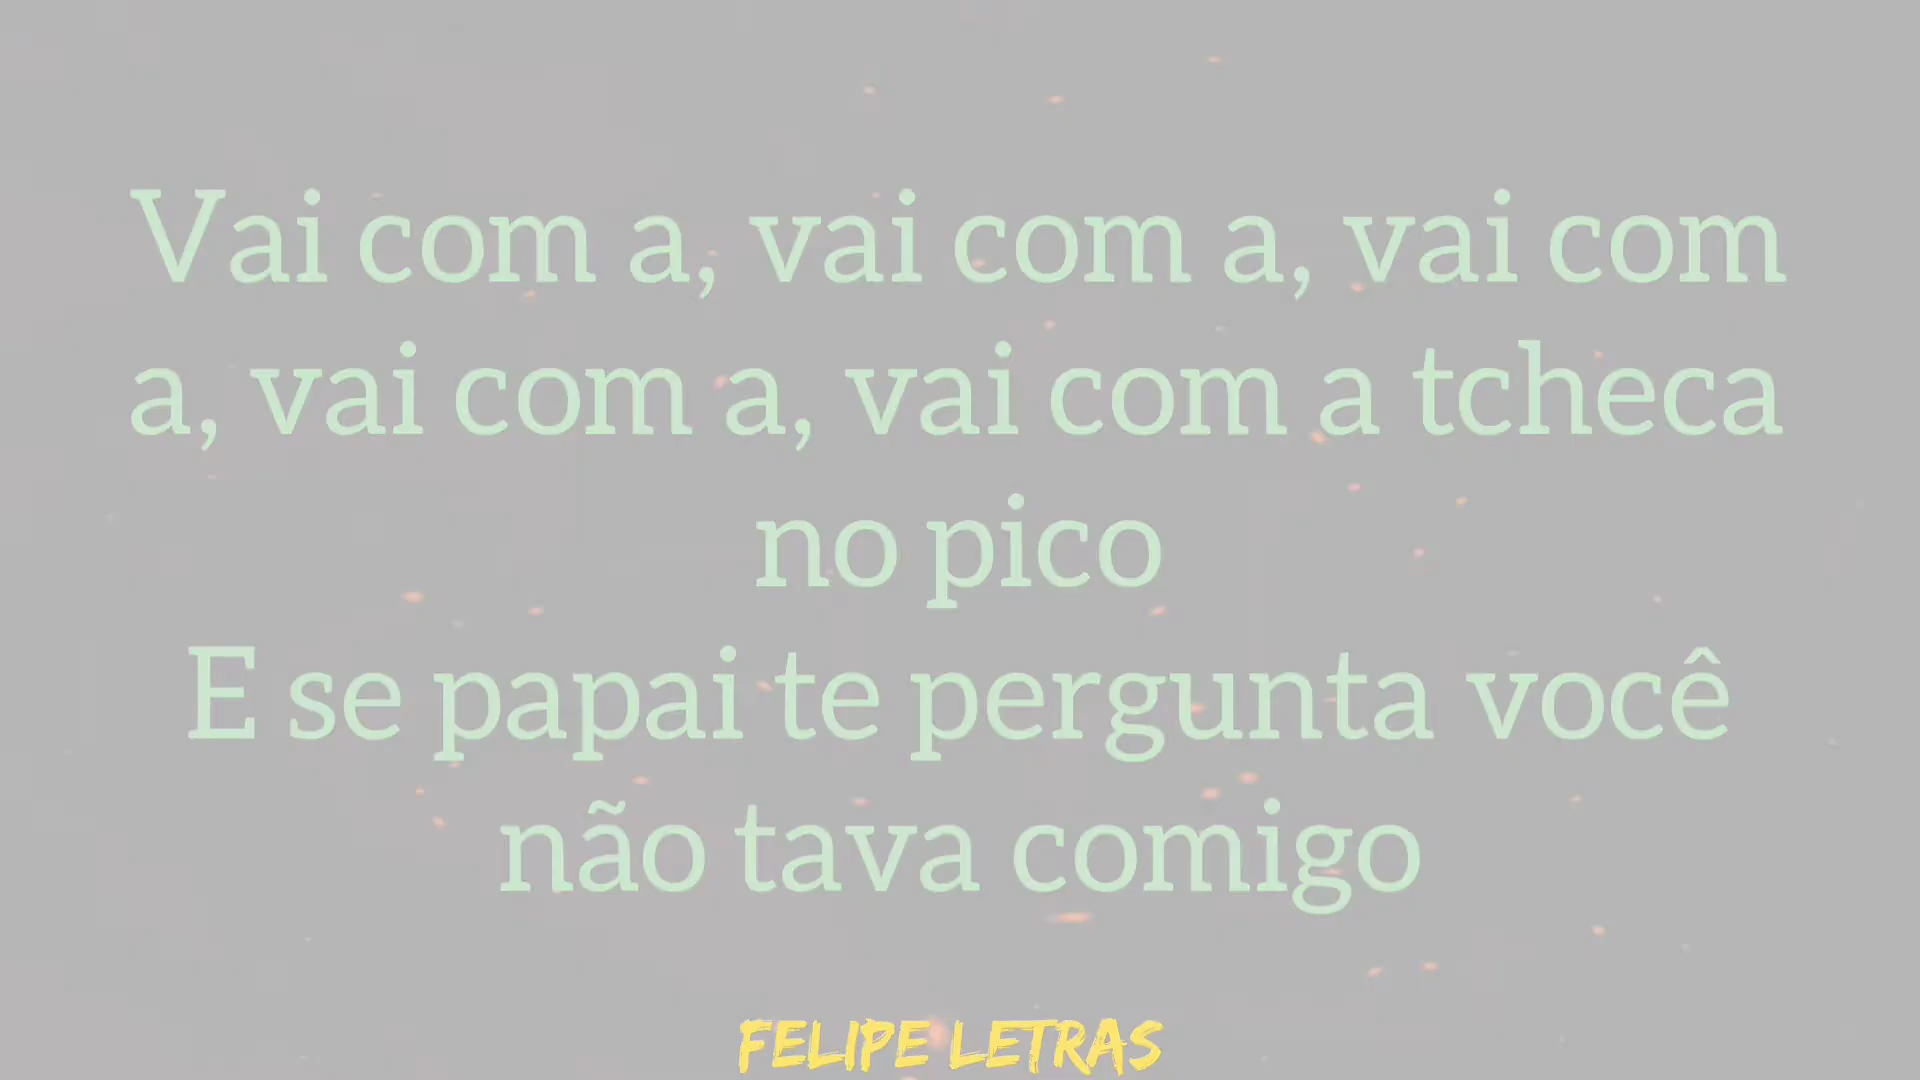 Vai com a, vai com a, vai com
a, vai com a, vai com a tcheca
no pico
E se papai te pergunta você
não tava comigo
FELIPE LETRAS